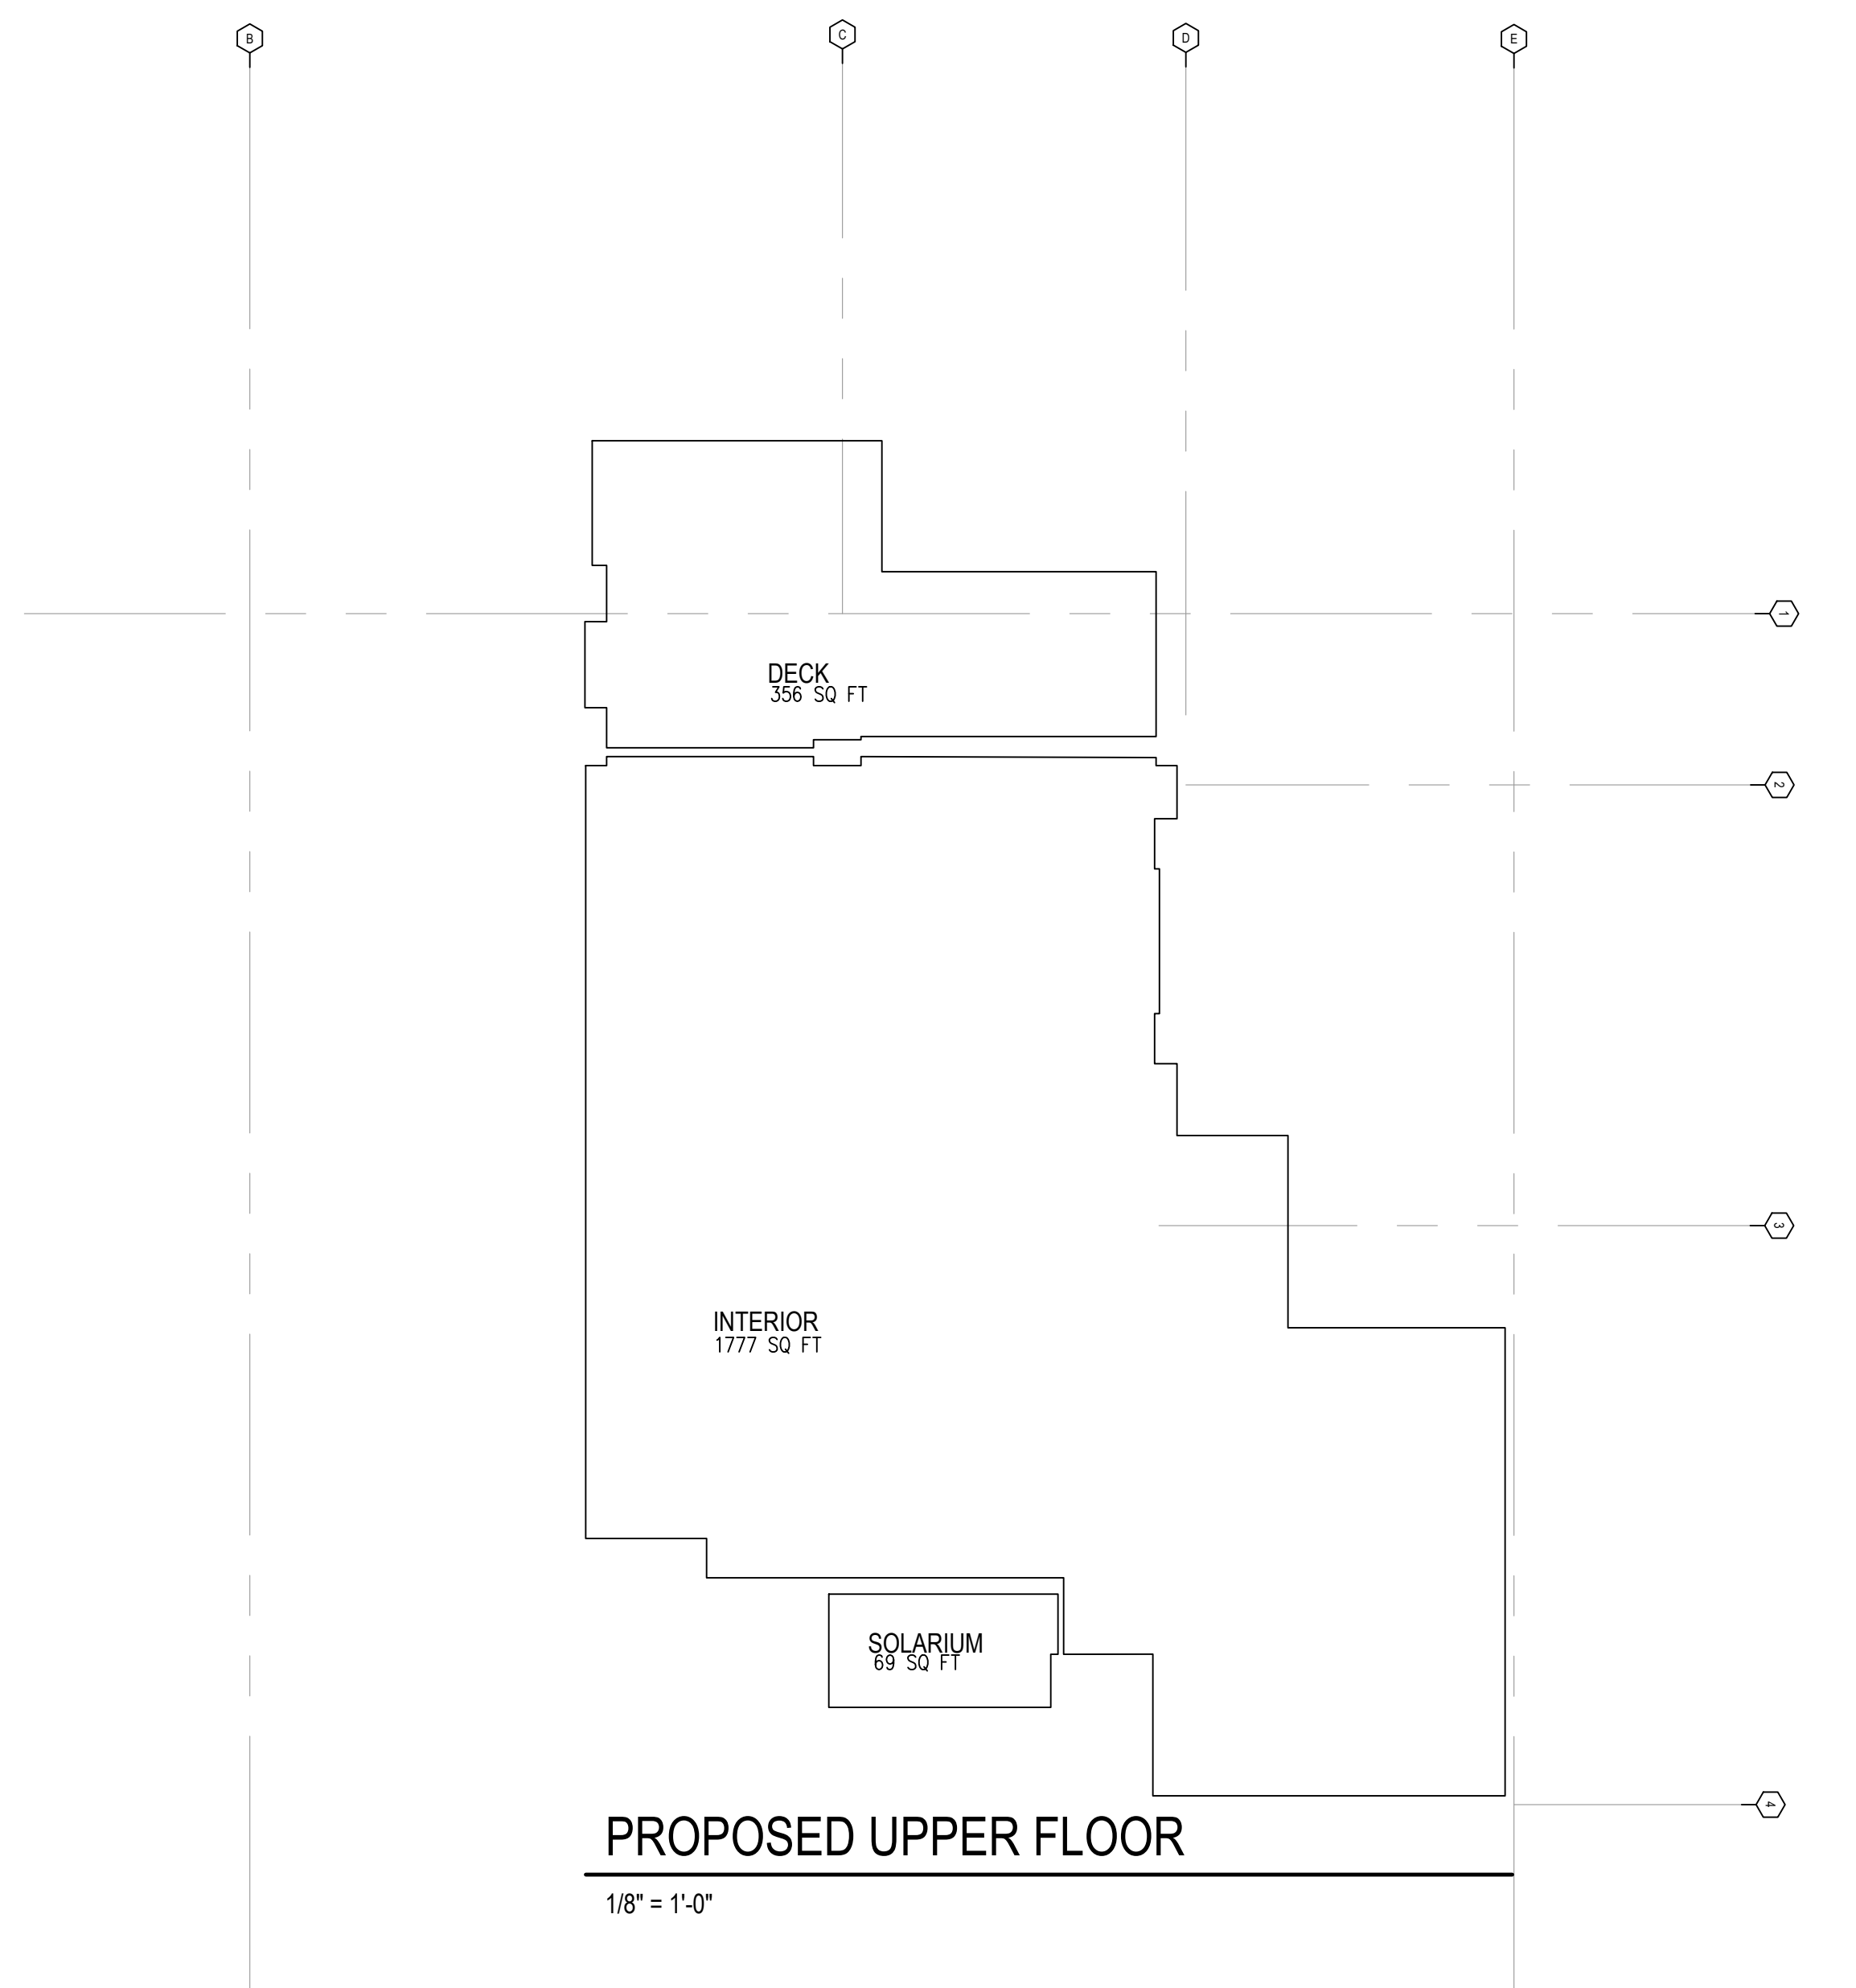 B
C
D
E
1
DECK
356 SQ FT
2
3
INTERIOR
1777 SQ FT
SOLARIUM
69 SQ FT
4
PROPOSED UPPER FLOOR
1/8" = 1'-0"